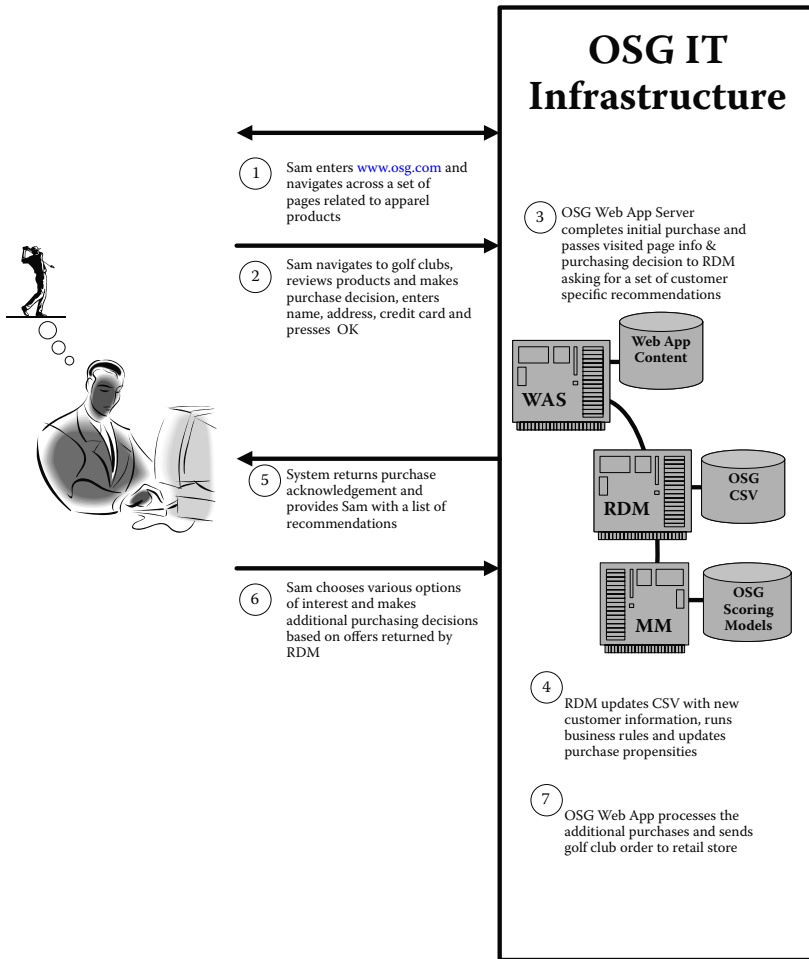 OSG IT
Infrastructure
1
Sam enters www.osg.com and
navigates across a set of
pages related to apparel
products
2
Sam navigates to golf clubs,
reviews products and makes
purchase decision, enters
name, address, credit card and
presses OK
3
OSG Web App Server
completes initial purchase and
passes visited page info &
purchasing decision to RDM
asking for a set of customer
specific recommendations
Web App
Content
WAS
RDM
OSG
CSV
MM
OSG
Scoring
Models
4
RDM updates CSV with new
customer information, runs
business rules and updates
purchase propensities
5
System returns purchase
acknowledgement and
provides Sam with a list of
recommendations
6
Sam chooses various options
of interest and makes
additional purchasing decisions
based on offers returned by
RDM
7
OSG Web App processes the
additional purchases and sends
golf club order to retail store